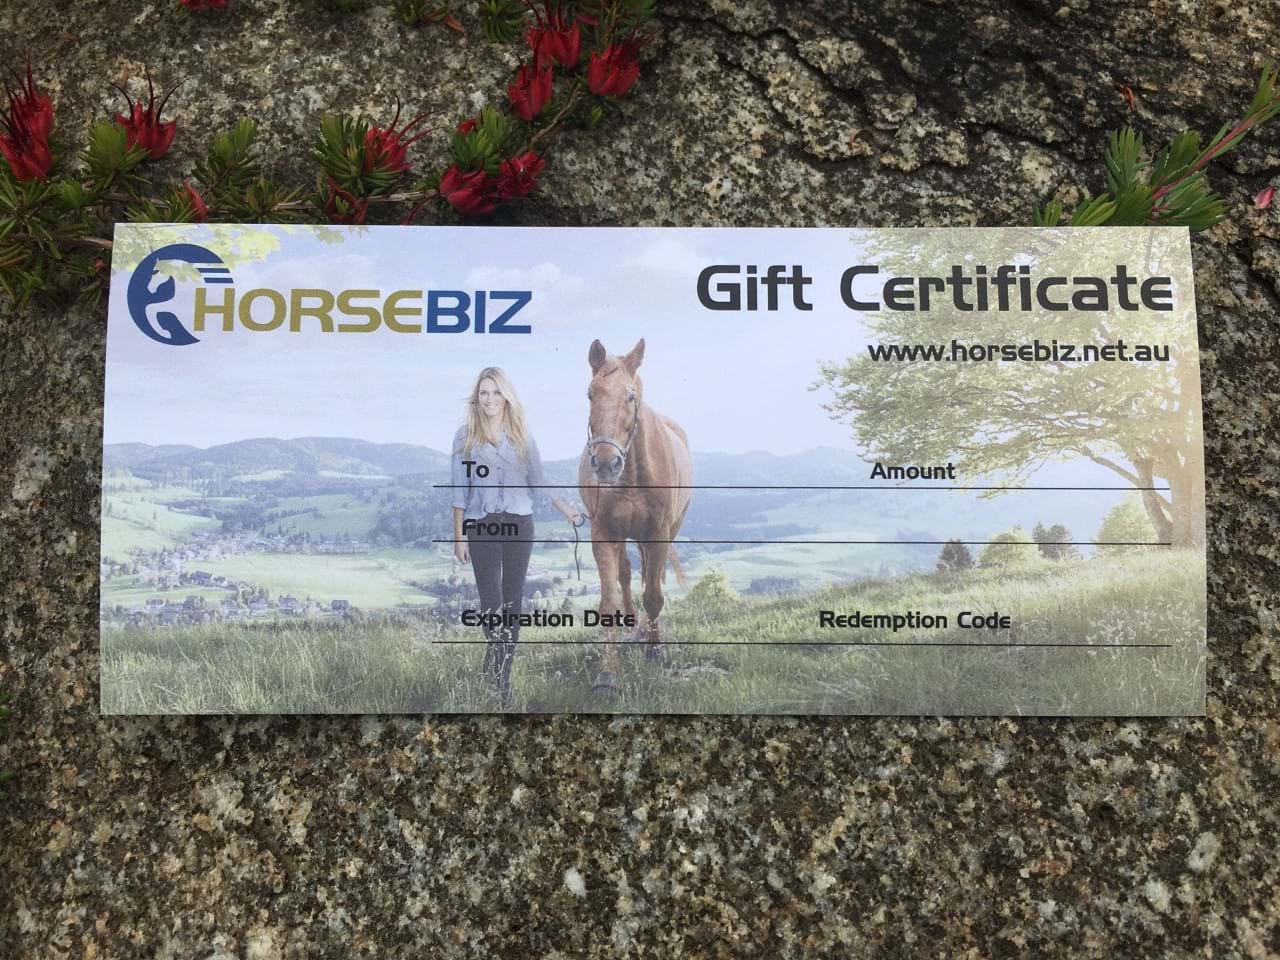 HORSEBIZ
Gift Certificate
www.horsebiz.net.au
To Amount
From
Expiration Date Redemption Code